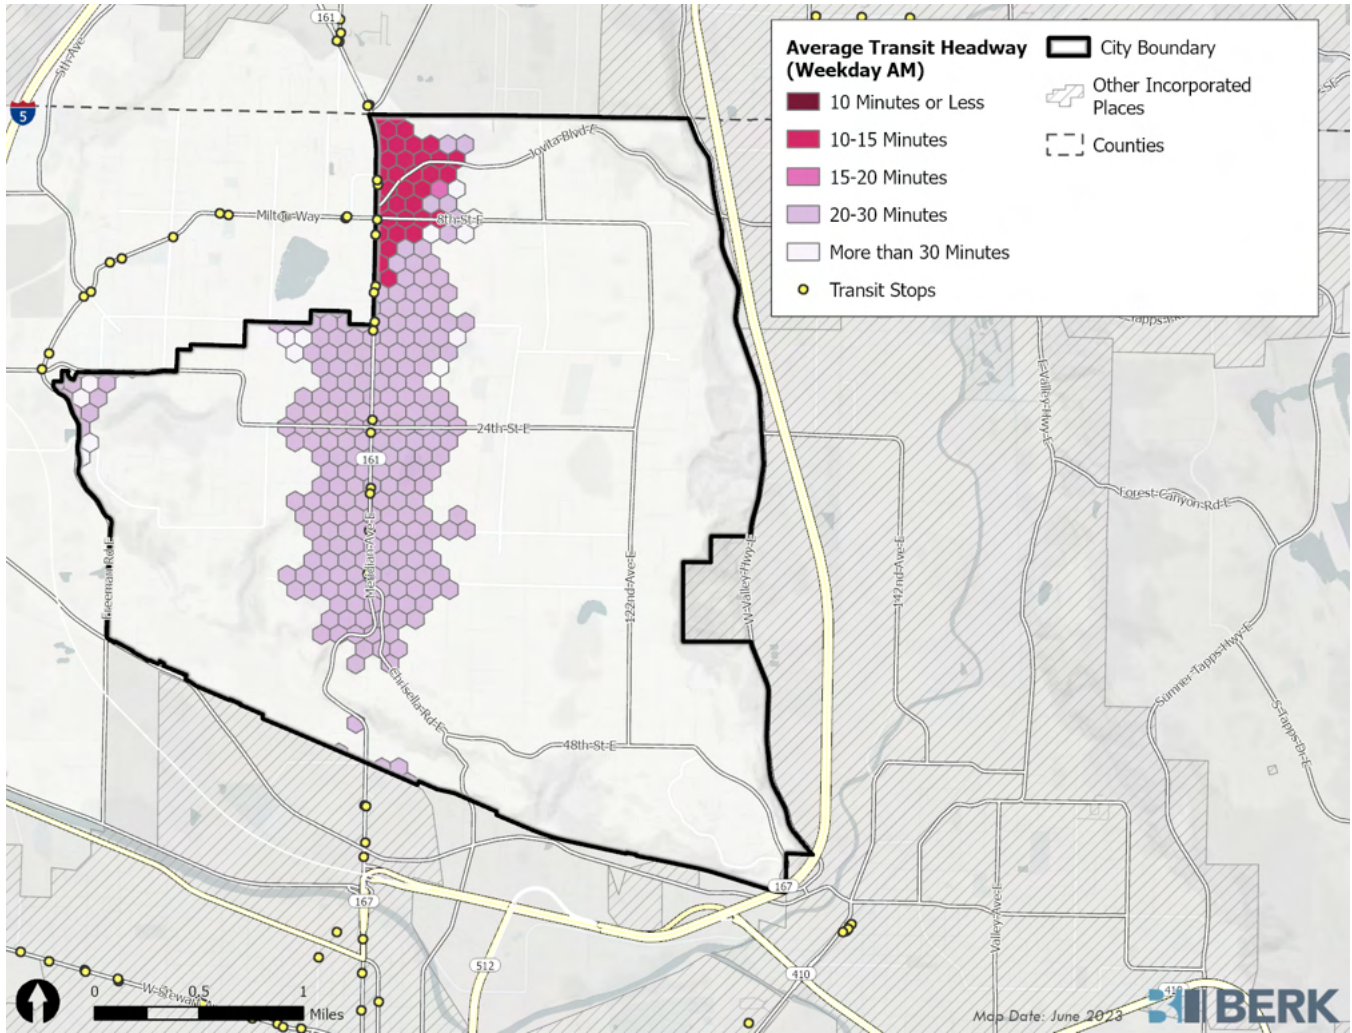 161
5th-Ave
5
Average Transit Headway
(Weekday AM)
10 Minutes or Less
10-15 Minutes
15-20 Minutes
20-30 Minutes
More than 30 Minutes
Transit Stops
City Boundary
Other Incorporated
Places
Counties
Jovita-Blvd-E
Milton-Way
8th-St-E
24th-St-E
161
Meridian-Ave-E
Freeman-Rd-E
122nd-Ave-E
W-Valley-Hwy-E
142nd-Ave-E
E-Valley-Hwy-E
Forest-Canyon-Rd-E
Sumner-Tapps-Hwy-E
S-Tapps-Dr-E
Chrisella-Rd-E
48th-St-E
167
167
Valley-Ave-E
512
410
410
0
0.5
1
Miles
Map Date: June 2023
BERK